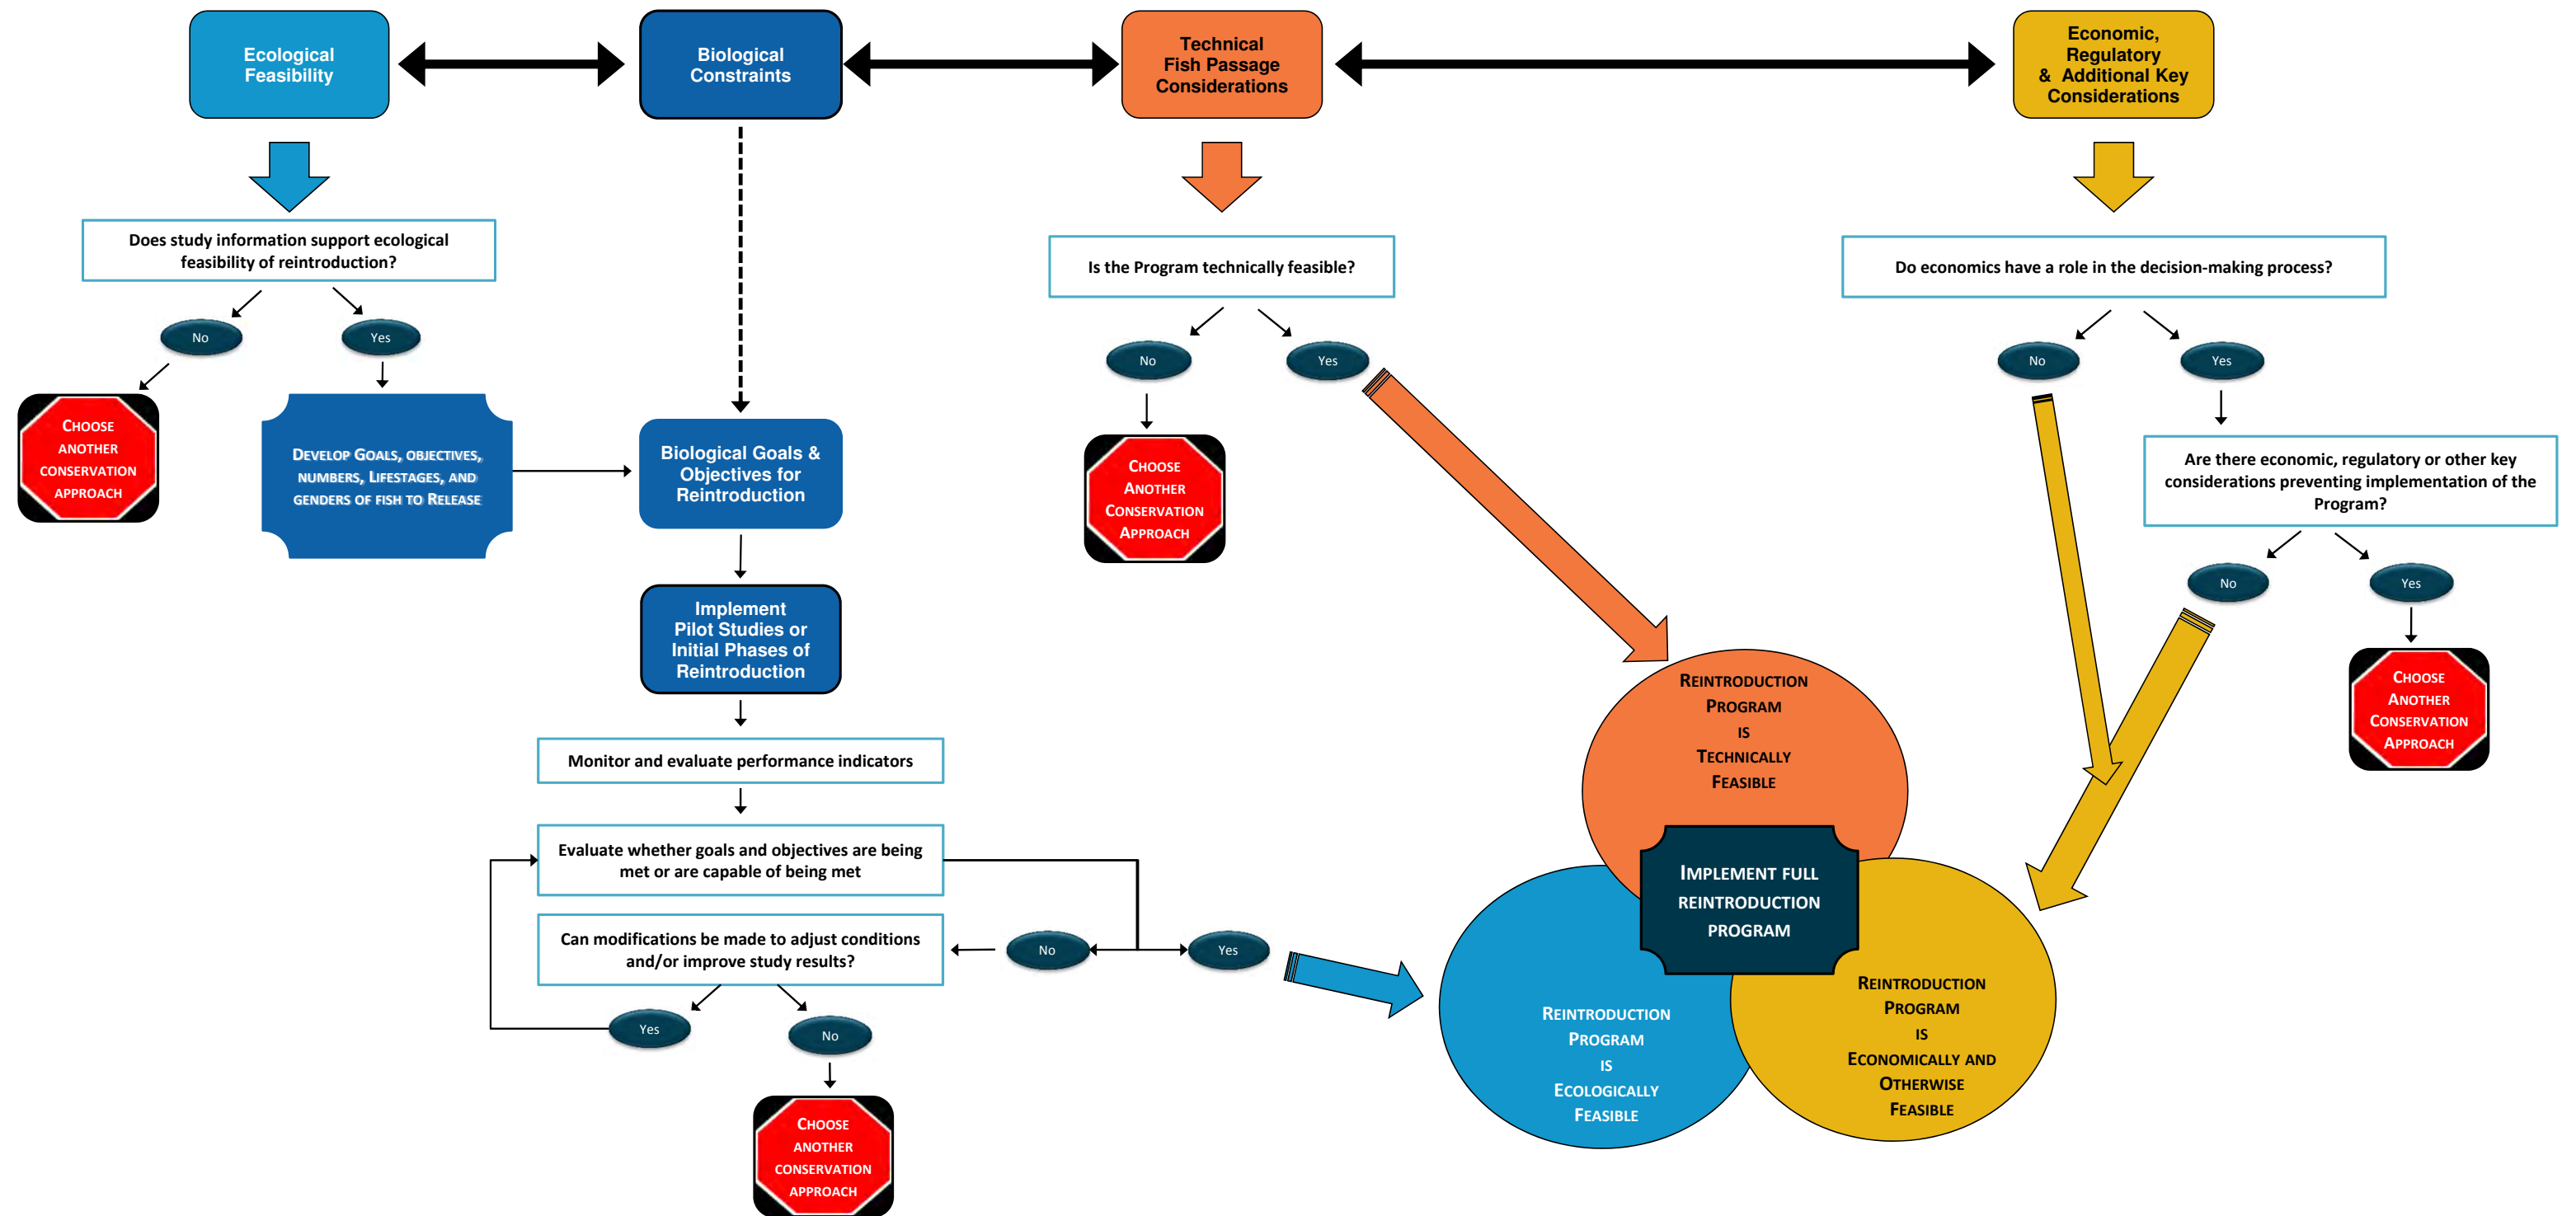 Ecological
Feasibility
Biological
Constraints
Technical
Fish Passage
Considerations
Economic,
Regulatory
& Additional Key
Considerations
Does study information support ecological
feasibility of reintroduction?
No
Yes
CHOOSE
ANOTHER
CONSERVATION
APPROACH
DEVELOP GOALS, OBJECTIVES,
NUMBERS, LIFESTAGES, AND
GENDERS OF FISH TO RELEASE
Biological Goals &
Objectives for
Reintroduction
Implement
Pilot Studies or
Initial Phases of
Reintroduction
Monitor and evaluate performance indicators
Evaluate whether goals and objectives are being
met or are capable of being met
No
Yes
Can modifications be made to adjust conditions
and/or improve study results?
Yes
No
CHOOSE
ANOTHER
CONSERVATION
APPROACH
Is the Program technically feasible?
No
Yes
CHOOSE
ANOTHER
CONSERVATION
APPROACH
Do economics have a role in the decision-making process?
No
Yes
Are there economic, regulatory or other key
considerations preventing implementation of the
Program?
No
Yes
CHOOSE
ANOTHER
CONSERVATION
APPROACH
REINTRODUCTION
PROGRAM
IS
TECHNICALLY
FEASIBLE
IMPLEMENT FULL
REINTRODUCTION
PROGRAM
REINTRODUCTION
PROGRAM
IS
ECOLOGICALLY
FEASIBLE
REINTRODUCTION
PROGRAM
IS
ECONOMICALLY AND
OTHERWISE
FEASIBLE